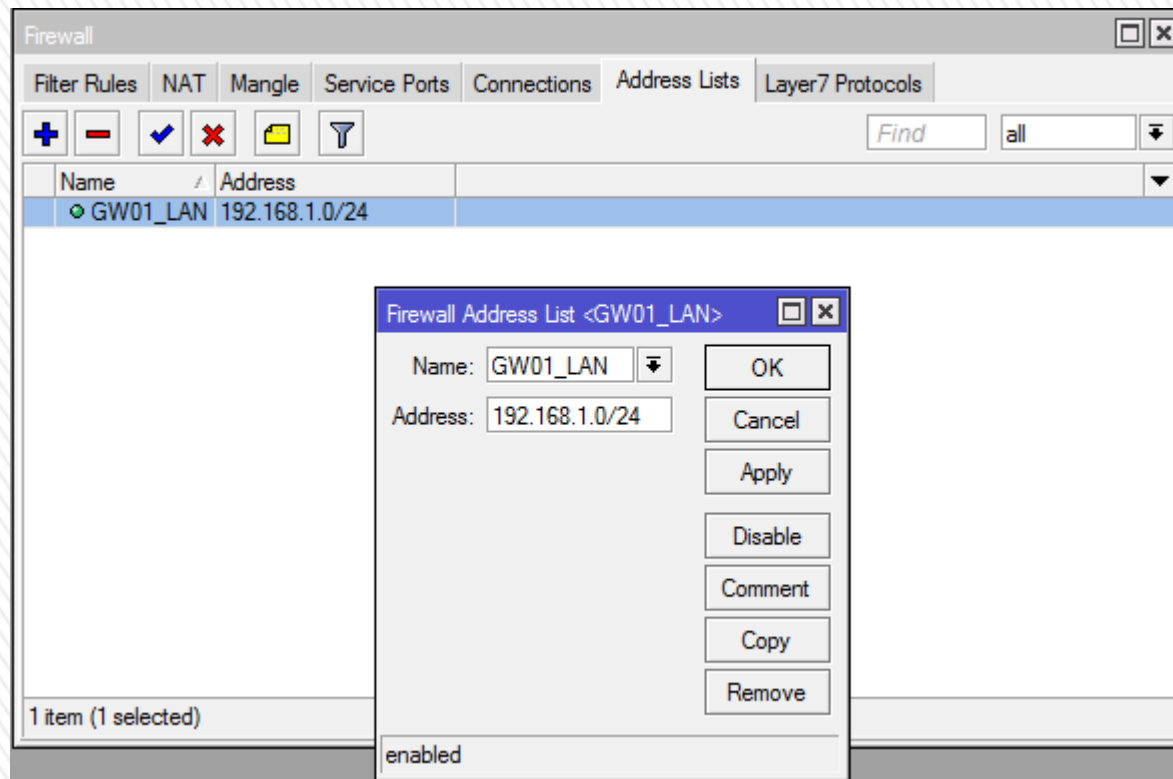 Firewall
Filter Rules NAT Mangle Service Ports Connections Address Lists Layer7 Protocols
Find all
Name Address
GW01_LAN 192.168.1.0/24
Firewall Address List <GW01_LAN>
Name: GW01_LAN OK
Address: 192.168.1.0/24 Cancel
Apply
Disable
Comment
Copy
Remove
1 item (1 selected)
enabled